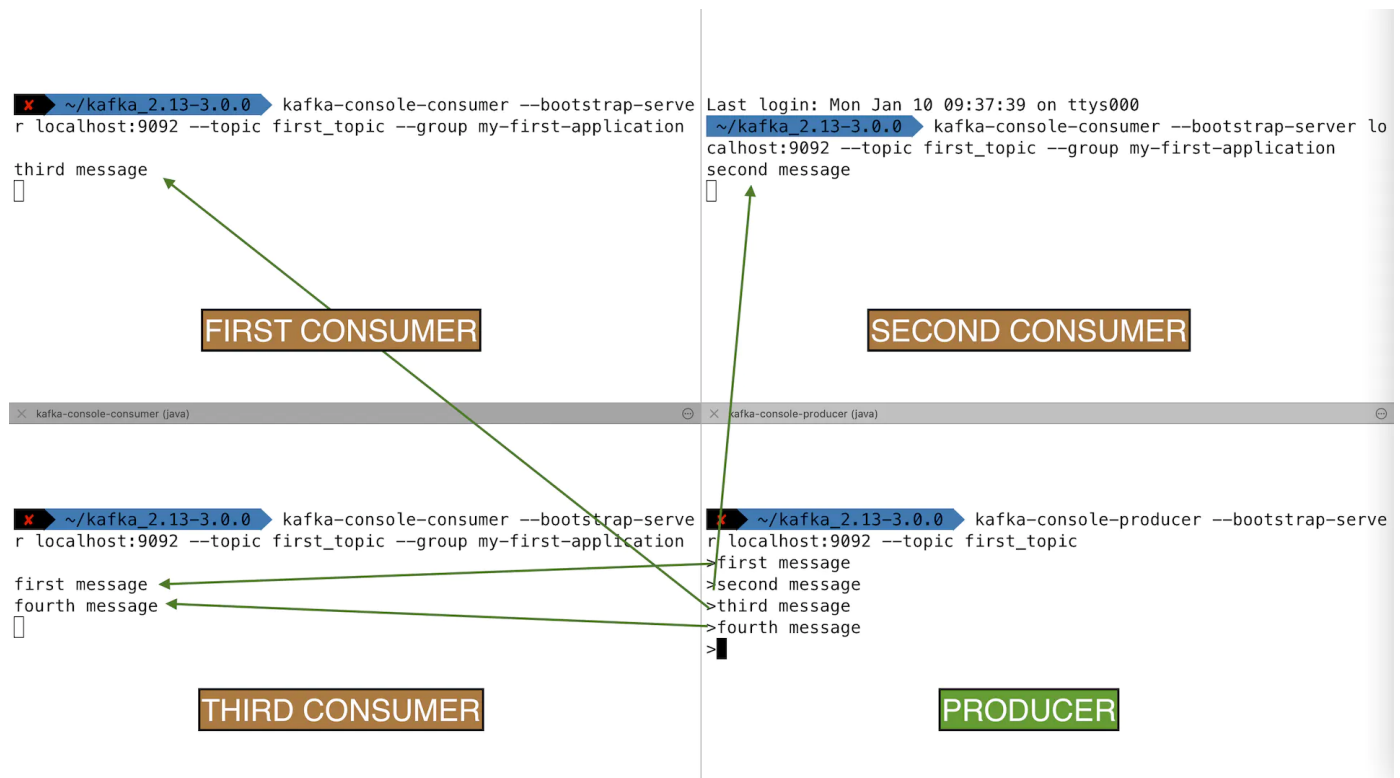 ✘ ~/kafka_2.13-3.0.0 kafka-console-consumer --bootstrap-serve
r localhost:9092 --topic first_topic --group my-first-application
third message
FIRST CONSUMER
Last login: Mon Jan 10 09:37:39 on ttys000
~/kafka_2.13-3.0.0 kafka-console-consumer --bootstrap-server lo
calhost:9092 --topic first_topic --group my-first-application
second message
SECOND CONSUMER
kafka-console-consumer (java)
✘ ~/kafka_2.13-3.0.0 kafka-console-consumer --bootstrap-serve
r localhost:9092 --topic first_topic --group my-first-application
first message
fourth message
THIRD CONSUMER
kafka-console-producer (java)
✘ ~/kafka_2.13-3.0.0 kafka-console-producer --bootstrap-serve
r localhost:9092 --topic first_topic
>first message
>second message
>third message
>fourth message
>
PRODUCER